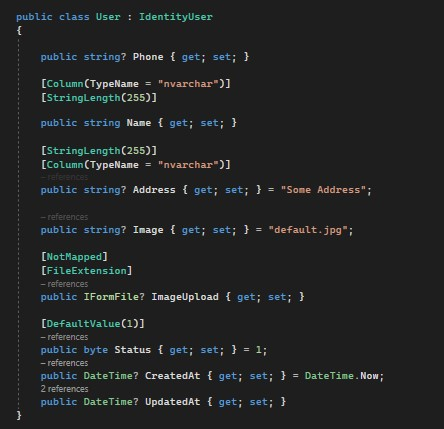 public class User : IdentityUser
{
public string? Phone { get; set; }
[Column(TypeName = "nvarchar")]
[StringLength(255)]
public string Name { get; set; }
[StringLength(255)]
[Column(TypeName = "nvarchar")]
– references
public string? Address { get; set; } = "Some Address";
– references
public string? Image { get; set; } = "default.jpg";
[NotMapped]
[FileExtension]
– references
public IFormFile? ImageUpload { get; set; }
[DefaultValue(1)]
– references
public byte Status { get; set; } = 1;
– references
public DateTime? CreatedAt { get; set; } = DateTime.Now;
2 references
public DateTime? UpdatedAt { get; set; }
}